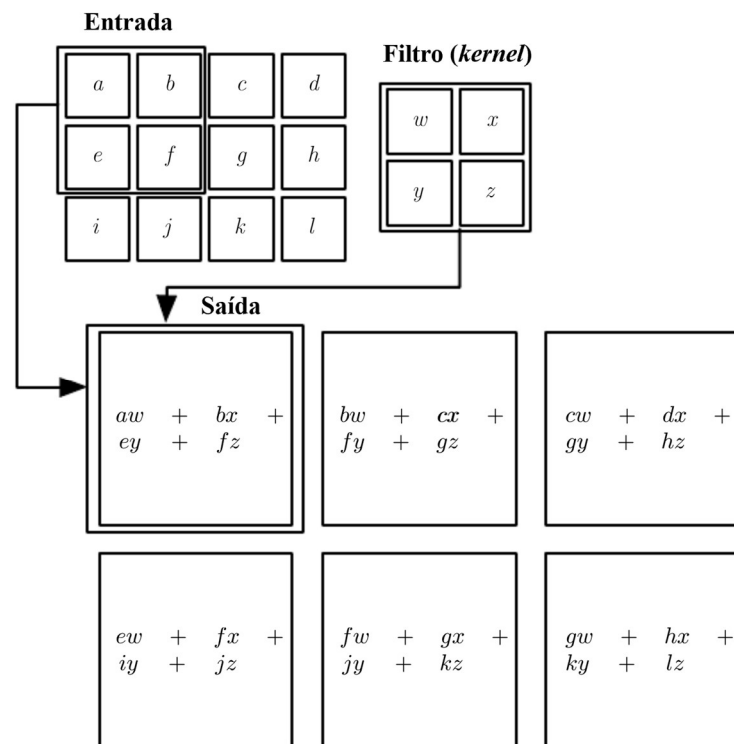 Entrada
Filtro (kernel)
a b c d
e f g h
i j k l
w x
y z
Saída
aw + bx +
ey + fz
bw + cx +
fy + gz
cw + dx +
gy + hz
ew + fx +
iy + jz
fw + gx +
jy + kz
gw + hx +
ky + lz